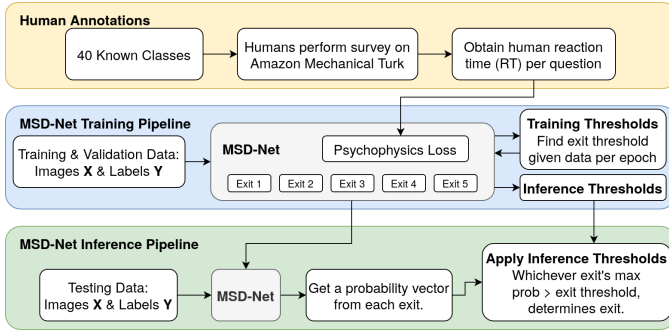 Human Annotations
40 Known Classes
Humans perform survey on
Amazon Mechanical Turk
Obtain human reaction
time (RT) per question
MSD-Net Training Pipeline
Training & Validation Data:
Images X & Labels Y
MSD-Net
Psychophysics Loss
Exit 1
Exit 2
Exit 3
Exit 4
Exit 5
Training Thresholds
Find exit threshold
given data per epoch
Inference Thresholds
MSD-Net Inference Pipeline
Testing Data:
Images X & Labels Y
MSD-Net
Get a probability vector
from each exit.
Apply Inference Thresholds
Whichever exit's max
prob > exit threshold,
determines exit.